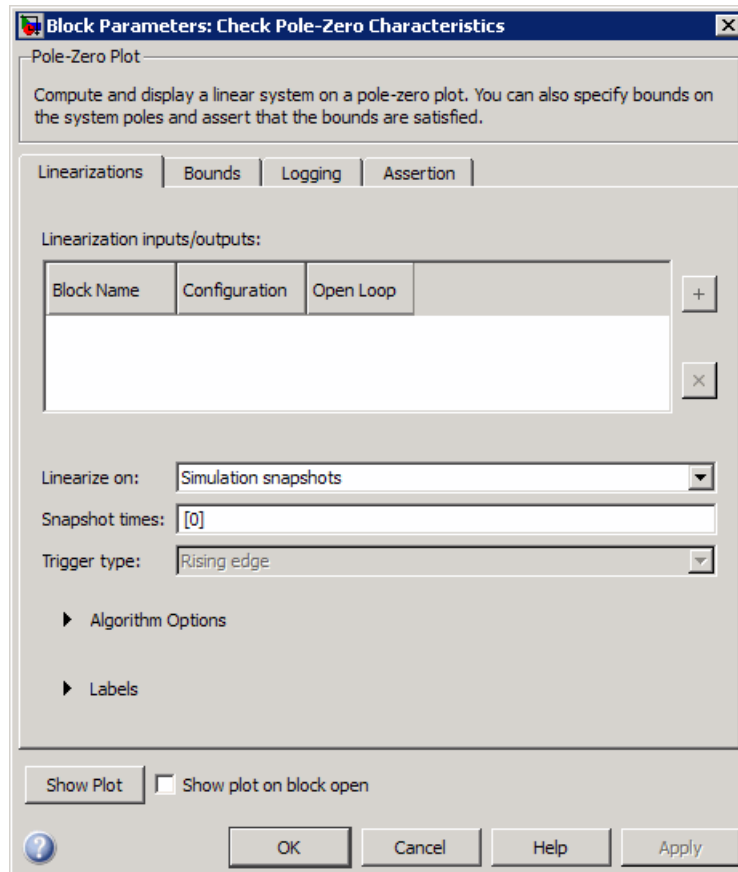 Block Parameters: Check Pole-Zero Characteristics
Pole-Zero Plot
Compute and display a linear system on a pole-zero plot. You can also specify bounds on
the system poles and assert that the bounds are satisfied.
Linearizations Bounds Logging Assertion
Linearization inputs/outputs:
Block Name Configuration Open Loop
Linearize on: Simulation snapshots
Snapshot times: [0]
Trigger type: Rising edge
Algorithm Options
Labels
Show Plot Show plot on block open
OK Cancel Help Apply